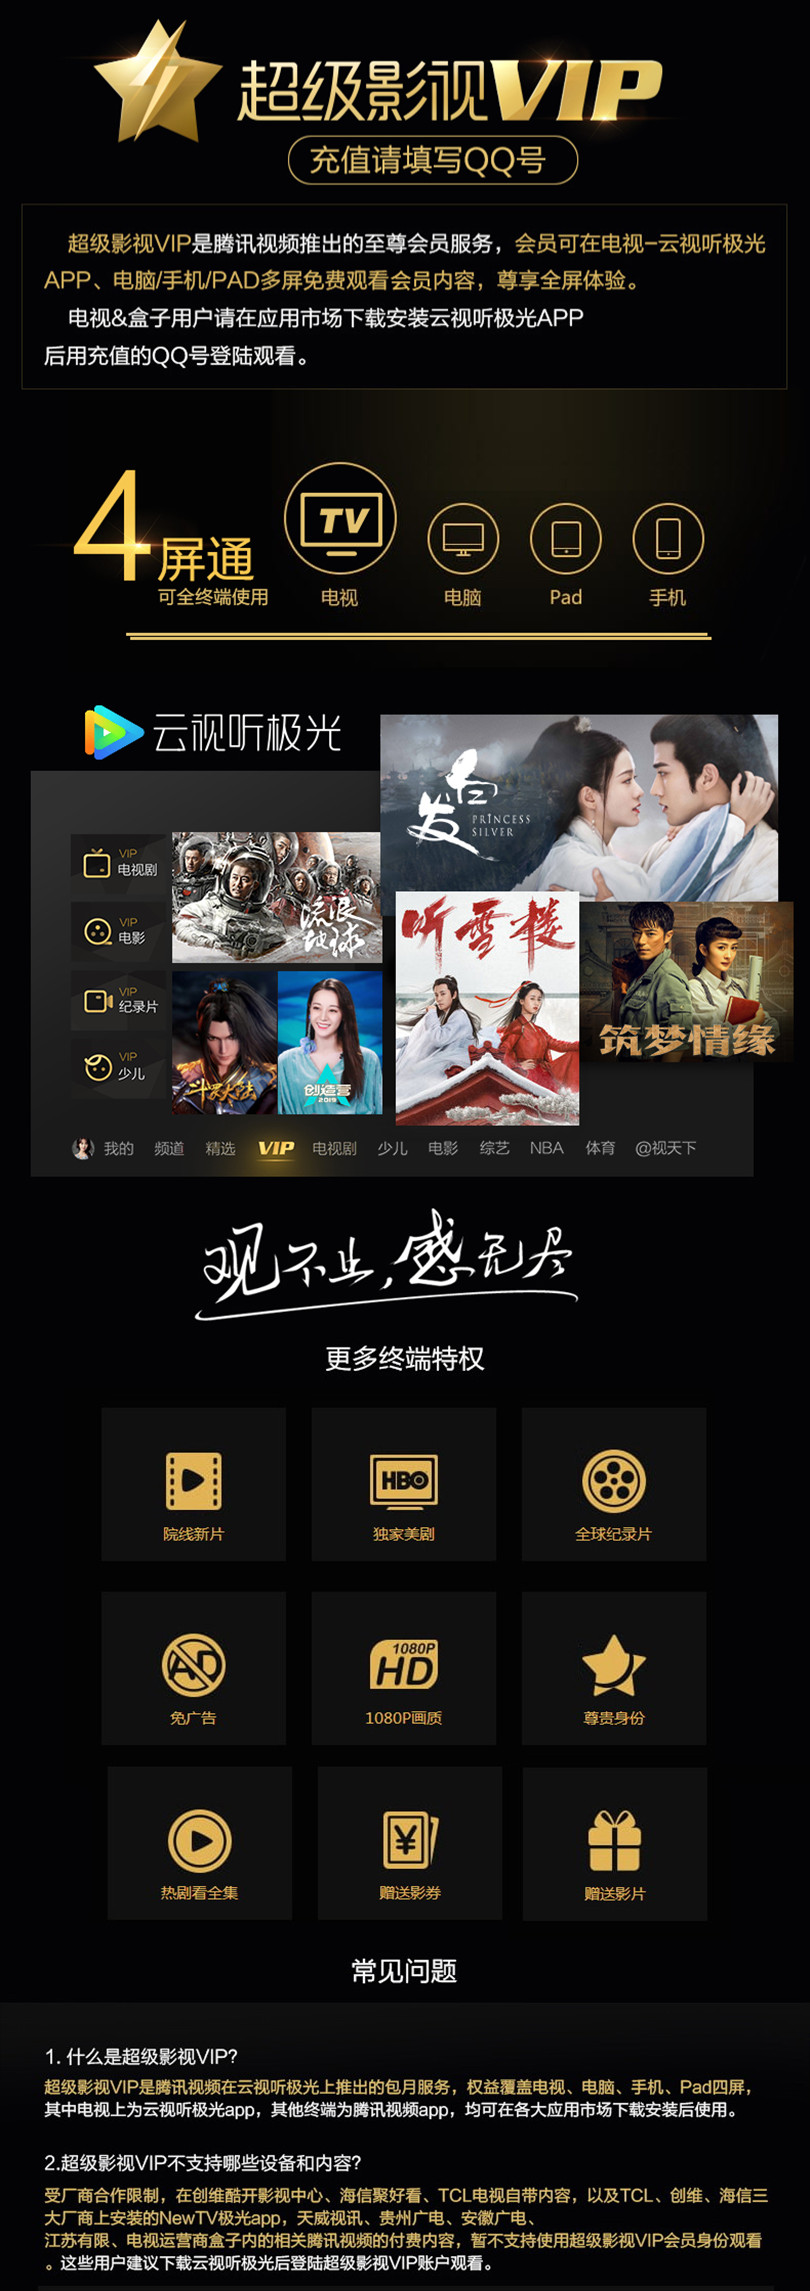 超级影视VIP
充值请填写QQ号
超级影视VIP是腾讯视频推出的至尊会员服务，会员可在电视-云视听极光
APP、电脑/手机/PAD多屏免费观看会员内容，尊享全屏体验。
电视&盒子用户请在应用市场下载安装云视听极光APP
后用充值的QQ号登陆观看。
4屏通
可全终端使用
TV
电视
电脑
Pad
手机
云视听极光
白发
PRINCESS
SILVER
VIP
电视剧
VIP
电影
VIP
纪录片
VIP
少儿
流浪
地球
斗罗大陆
创造营
2019
听雪楼
筑梦情缘
我的 频道 精选 VIP 电视剧 少儿 电影 综艺 NBA 体育 @视天下
观不止，感无尽
更多终端特权
院线新片
HBO
独家美剧
全球纪录片
AD
免广告
1080P
HD
1080P画质
尊贵身份
热剧看全集
¥
赠送影券
赠送影片
常见问题
1. 什么是超级影视VIP?
超级影视VIP是腾讯视频在云视听极光上推出的包月服务，权益覆盖电视、电脑、手机、Pad四屏，
其中电视上为云视听极光app，其他终端为腾讯视频app，均可在各大应用市场下载安装后使用。
2.超级影视VIP不支持哪些设备和内容?
受厂商合作限制，在创维酷开影视中心、海信聚好看、TCL电视自带内容，以及TCL、创维、海信三
大厂商上安装的NewTV极光app，天威视讯、贵州广电、安徽广电、
江苏有限、电视运营商盒子内的相关腾讯视频的付费内容，暂不支持使用超级影视VIP会员身份观看
。这些用户建议下载云视听极光后登陆超级影视VIP账户观看。